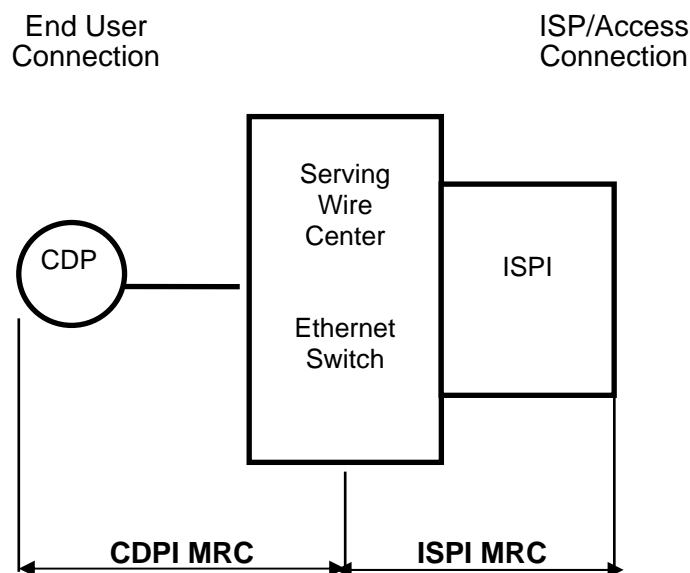 End User
Connection
ISP/Access
Connection
Serving
Wire
Center
CDP
ISPI
Ethernet
Switch
CDPI MRC
ISPI MRC